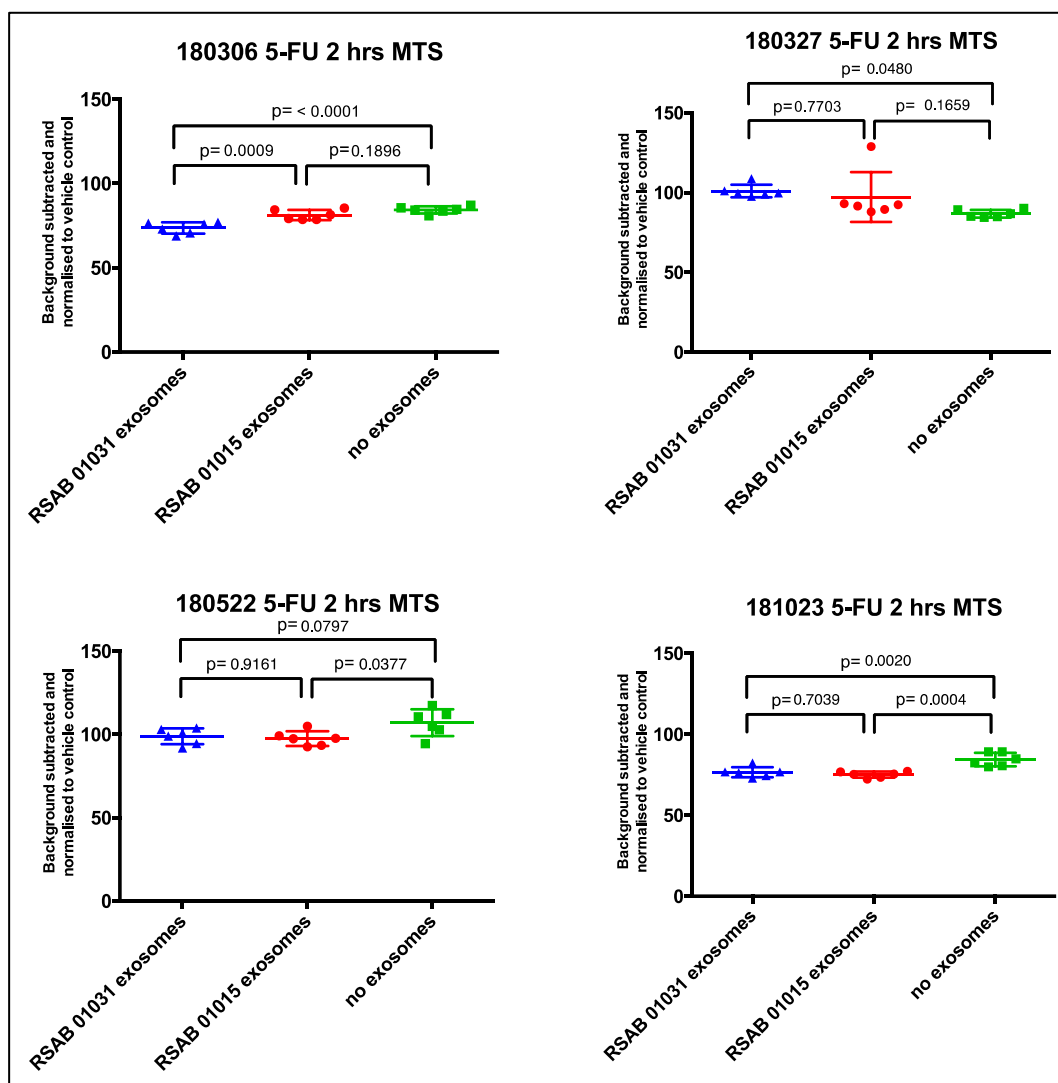 180306 5-FU 2 hrs MTS
p= < 0.0001
p= 0.0009
p= 0.1896
Background subtracted and
normalised to vehicle control
150
100
50
0
RSAB 01031 exosomes
RSAB 01015 exosomes
no exosomes
180327 5-FU 2 hrs MTS
p= 0.0480
p= 0.7703
p= 0.1659
Background subtracted and
normalised to vehicle control
150
100
50
0
RSAB 01031 exosomes
RSAB 01015 exosomes
no exosomes
180522 5-FU 2 hrs MTS
p= 0.0797
p= 0.9161
p= 0.0377
Background subtracted and
normalised to vehicle control
150
100
50
0
RSAB 01031 exosomes
RSAB 01015 exosomes
no exosomes
181023 5-FU 2 hrs MTS
p= 0.0020
p= 0.7039
p= 0.0004
Background subtracted and
normalised to vehicle control
150
100
50
0
RSAB 01031 exosomes
RSAB 01015 exosomes
no exosomes